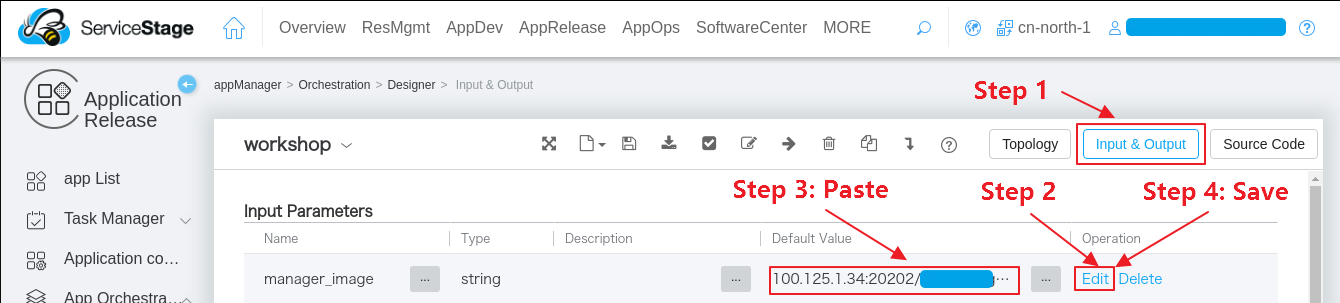 ServiceStage Overview ResMgmt AppDev AppRelease AppOps SoftwareCenter MORE cn-north-1
appManager > Orchestration > Designer > Input & Output
Step 1
Application
Release
workshop Topology Input & Output Source Code
app List
Step 3: Paste Step 2 Step 4: Save
Input Parameters
Task Manager
Name Type Description Default Value Operation
Application co…
manager_image ... string ... 100.125.1.34:20202/ ... Edit Delete
App Orchestra…